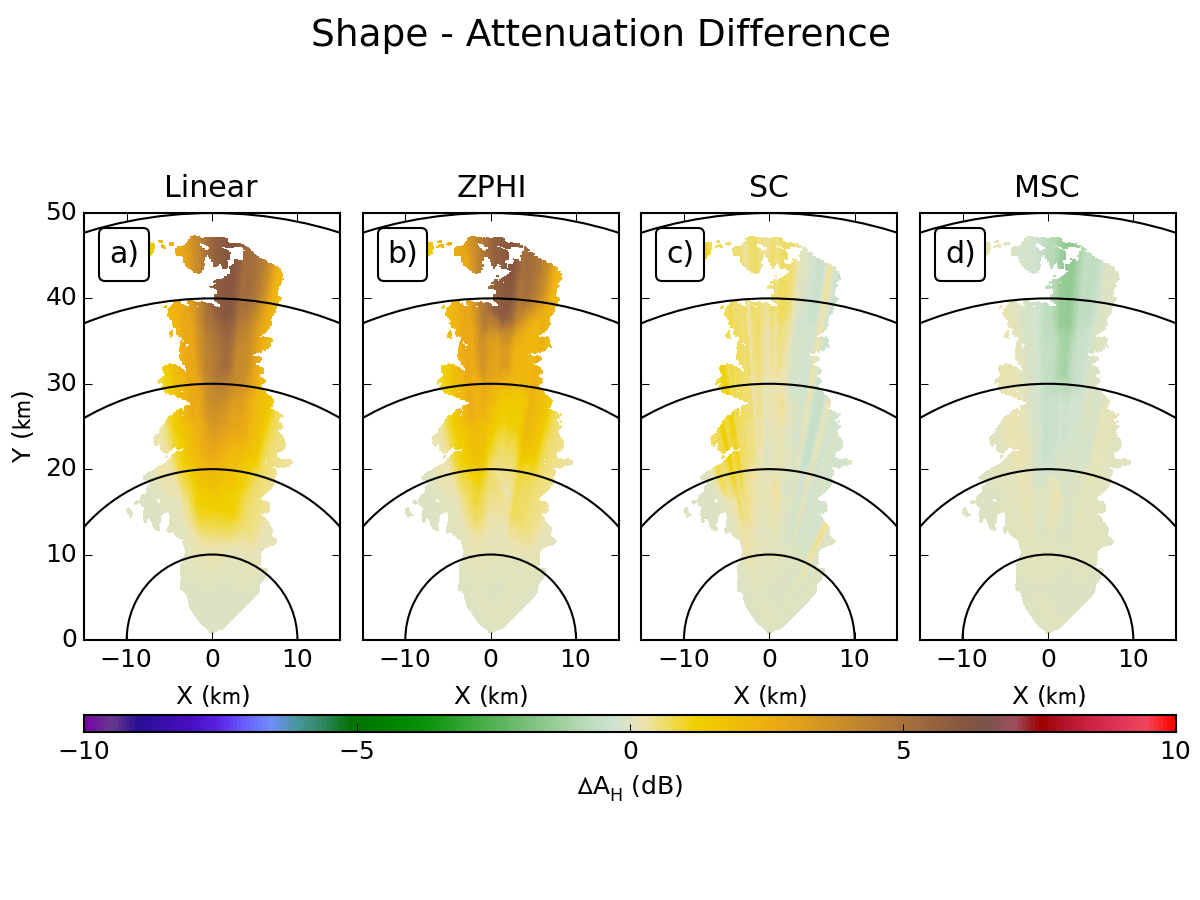 Shape - Attenuation Difference
Linear ZPHI SC MSC
a) b) c) d)
50
40
30
20
10
0
Y (km)
−10 0 10 −10 0 10 −10 0 10 −10 0 10
X (km) X (km) X (km) X (km)
−10 −5 0 5 10
ΔA_H (dB)